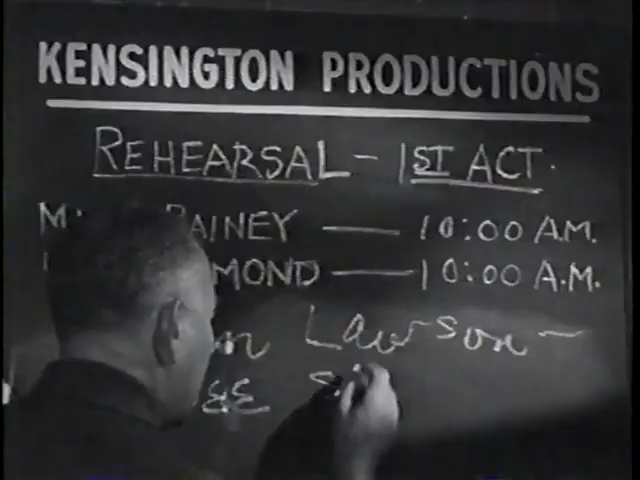 KENSINGTON PRODUCTIONS
REHEARSAL - 1ST ACT.
RAINEY — 10:00 A.M.
MOND — 10:00 A.M.
Lawson -